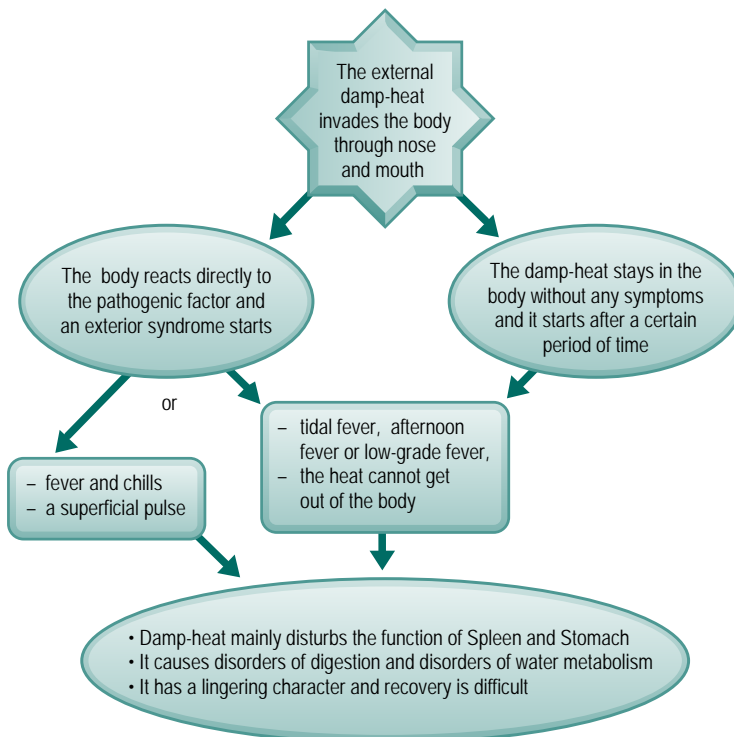 The external
damp-heat
invades the body
through nose
and mouth
The body reacts directly to
the pathogenic factor and
an exterior syndrome starts
The damp-heat stays in the
body without any symptoms
and it starts after a certain
period of time
or
– fever and chills
– a superficial pulse
– tidal fever, afternoon
fever or low-grade fever,
– the heat cannot get
out of the body
• Damp-heat mainly disturbs the function of Spleen and Stomach
• It causes disorders of digestion and disorders of water metabolism
• It has a lingering character and recovery is difficult